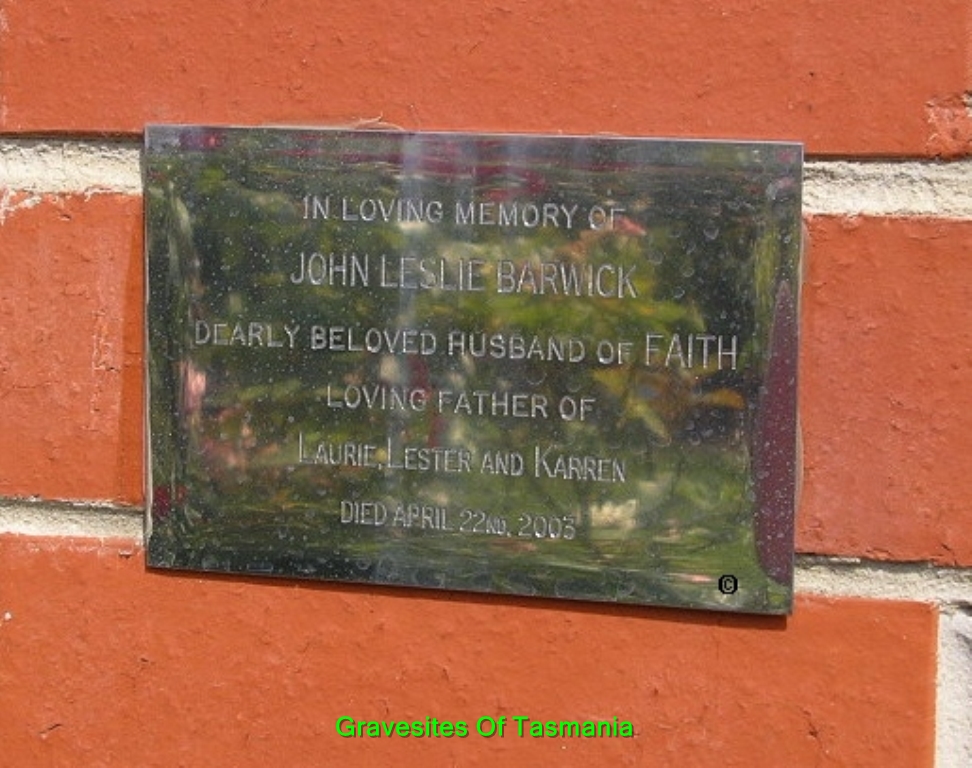 IN LOVING MEMORY OF
JOHN LESLIE BARWICK
DEARLY BELOVED HUSBAND OF FAITH
LOVING FATHER OF
LAURIE, LESTER AND KARREN
DIED APRIL 22ND. 2003
©
Gravesites Of Tasmania